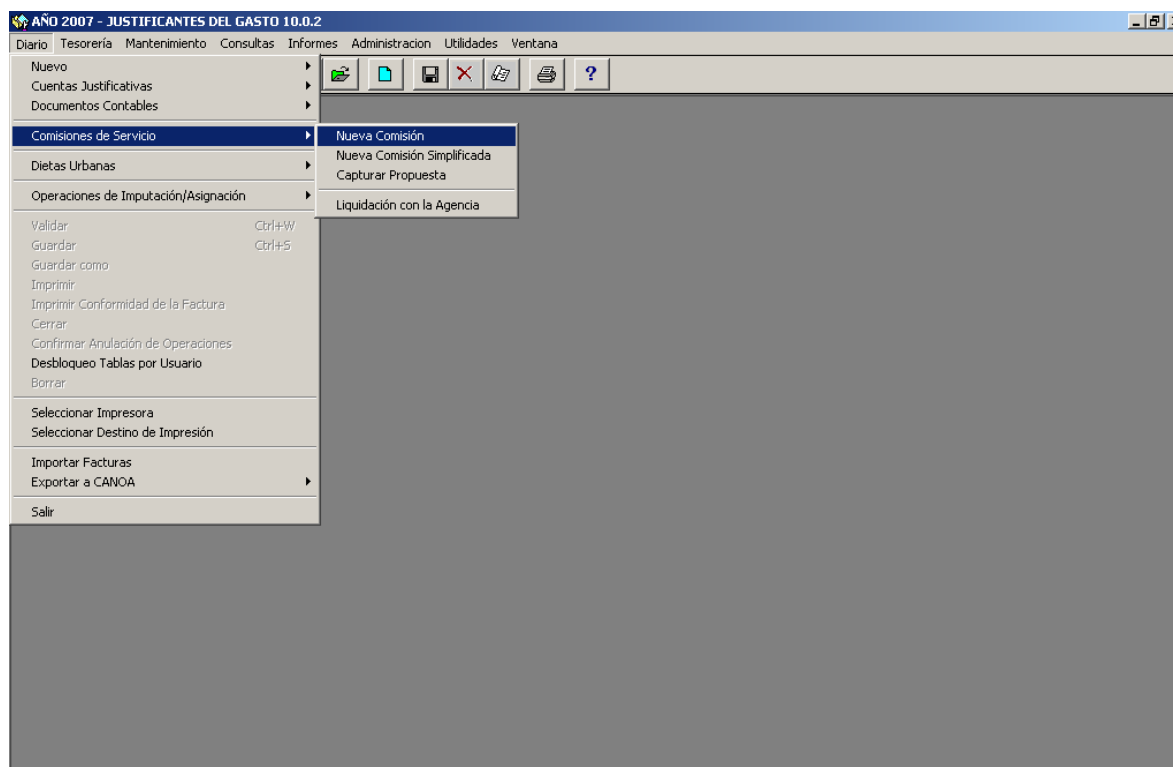 AÑO 2007 - JUSTIFICANTES DEL GASTO 10.0.2
Diario Tesorería Mantenimiento Consultas Informes Administracion Utilidades Ventana
Nuevo
Cuentas Justificativas
Documentos Contables
Comisiones de Servicio
Nueva Comisión
Nueva Comisión Simplificada
Capturar Propuesta
Liquidación con la Agencia
Dietas Urbanas
Operaciones de Imputación/Asignación
Validar Ctrl+W
Guardar Ctrl+S
Guardar como
Imprimir
Imprimir Conformidad de la Factura
Cerrar
Confirmar Anulación de Operaciones
Desbloqueo Tablas por Usuario
Borrar
Seleccionar Impresora
Seleccionar Destino de Impresión
Importar Facturas
Exportar a CANOA
Salir
?